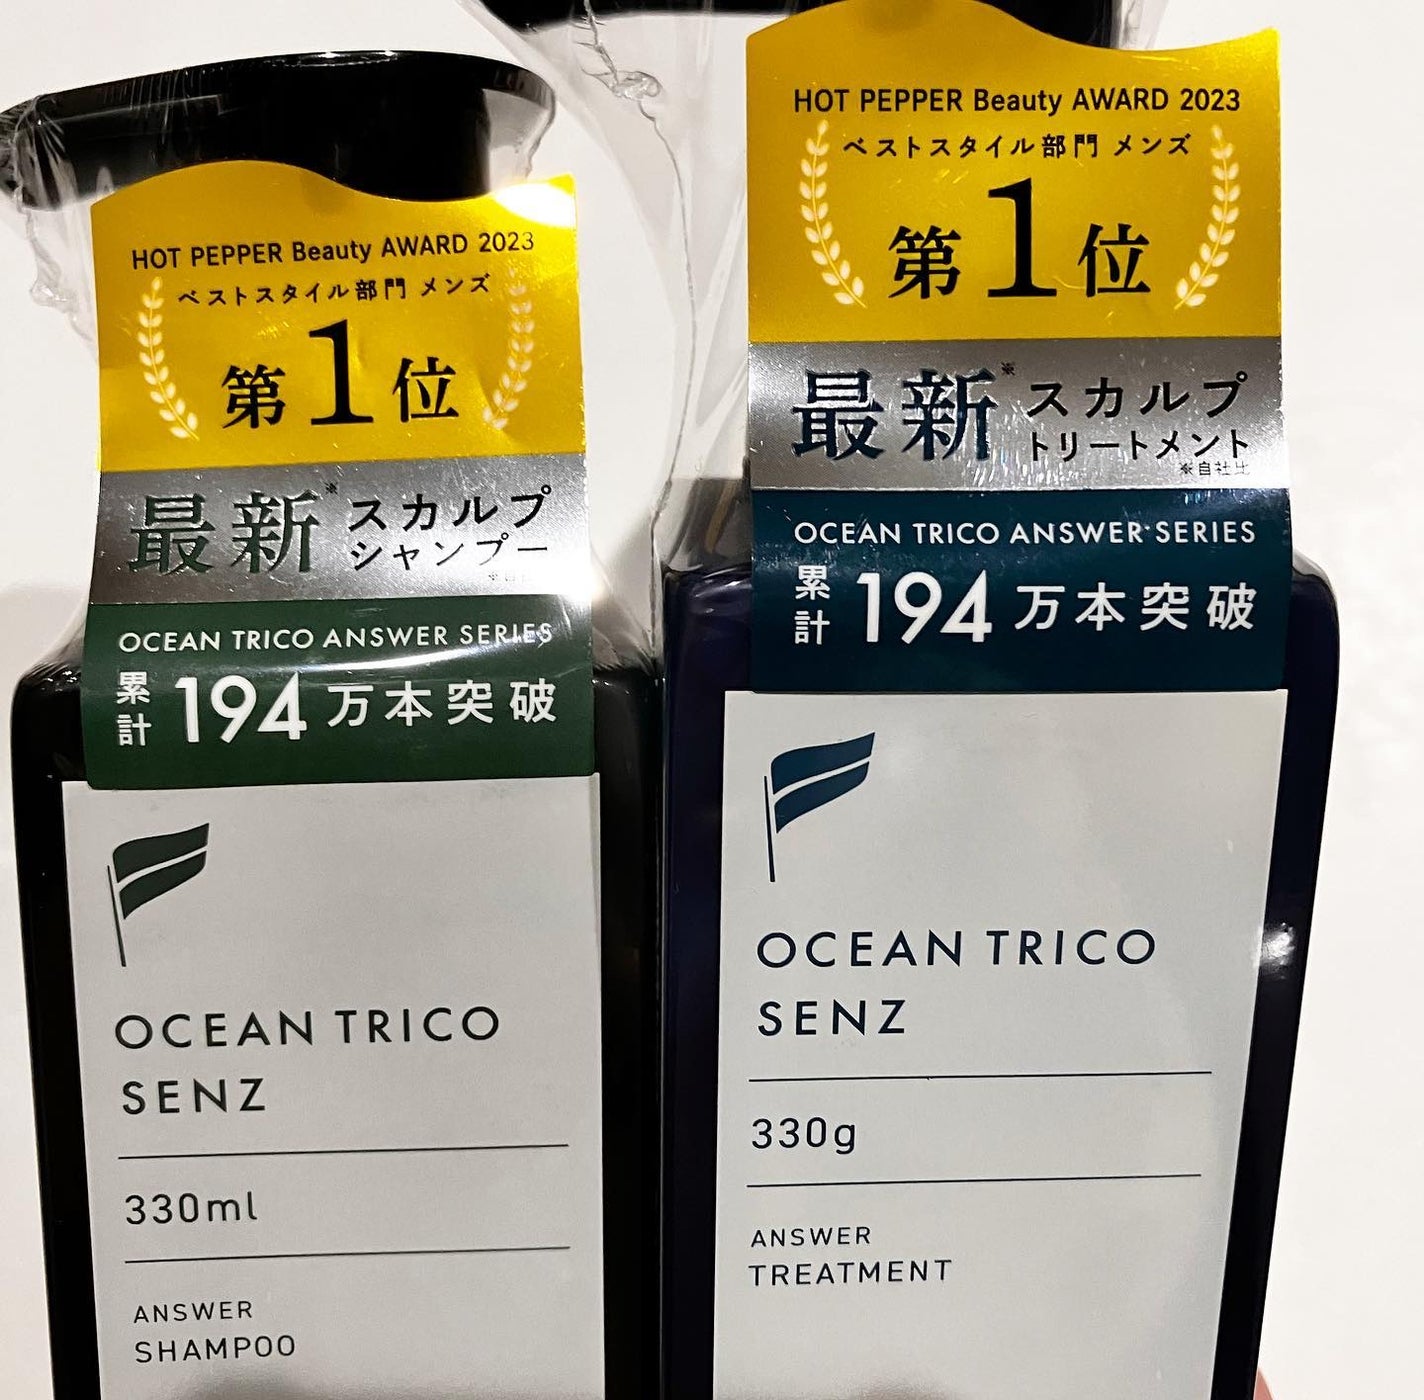 HOT PEPPER Beauty AWARD 2023
ベストスタイル部門 メンズ
第1位
最新※ スカルプ
シャンプー
OCEAN TRICO ANSWER SERIES
累計 194万本突破
OCEAN TRICO
SENZ
330ml
ANSWER
SHAMPOO
HOT PEPPER Beauty AWARD 2023
ベストスタイル部門 メンズ
第1位
最新※ スカルプ
トリートメント
※自社比
OCEAN TRICO ANSWER SERIES
累計 194万本突破
OCEAN TRICO
SENZ
330g
ANSWER
TREATMENT